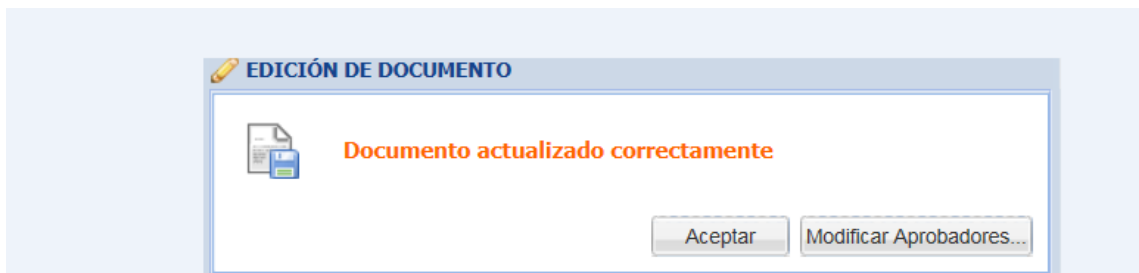 EDICIÓN DE DOCUMENTO
Documento actualizado correctamente
Aceptar
Modificar Aprobadores...